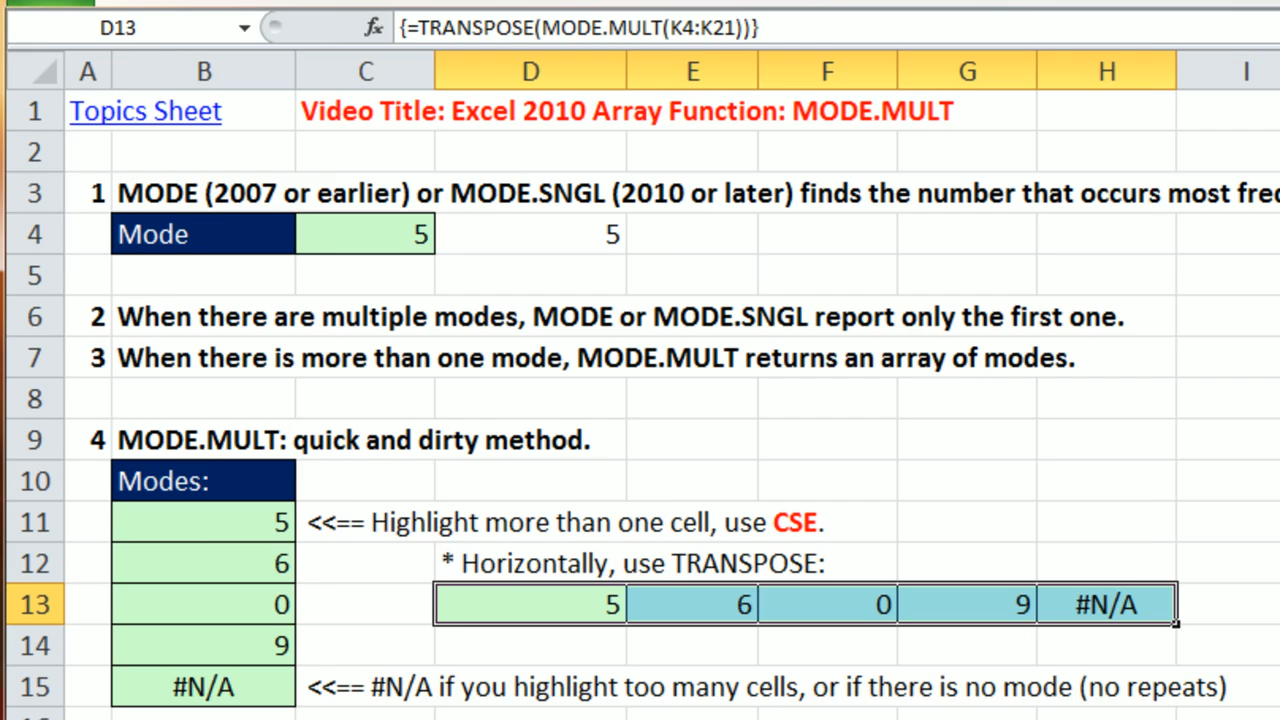 D13 fx {=TRANSPOSE(MODE.MULT(K4:K21))}
A B C D E F G H I
1 Topics Sheet Video Title: Excel 2010 Array Function: MODE.MULT
2
3 1 MODE (2007 or earlier) or MODE.SNGL (2010 or later) finds the number that occurs most
4 Mode 5 5
5
6 2 When there are multiple modes, MODE or MODE.SNGL report only the first one.
7 3 When there is more than one mode, MODE.MULT returns an array of modes.
8
9 4 MODE.MULT: quick and dirty method.
10 Modes:
11 5 <<== Highlight more than one cell, use CSE.
12 6 * Horizontally, use TRANSPOSE:
13 0 5 6 0 9 #N/A
14 9
15 #N/A <<== #N/A if you highlight too many cells, or if there is no mode (no repeats)